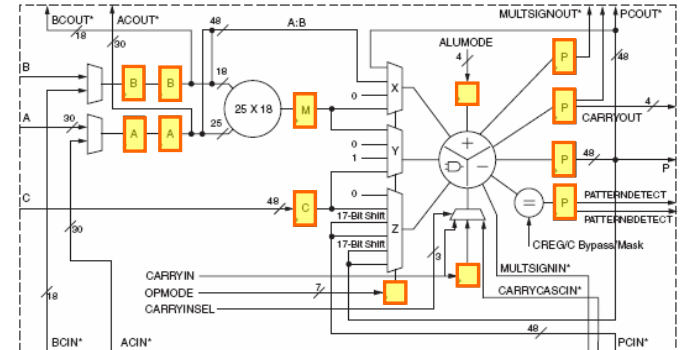 BCOUT* ACOUT* 48 A:B MULTSIGNOUT* PCOUT*
18 30 ALUMODE 48
B 18 4 P
B B X
0
A 30 25 X 18 M P 4
A A 25 CARRYOUT
0 Y + P 48
1 − P
C 48 C 0 = P PATTERNDETECT
17-Bit Shift PATTERNBDETECT
Z
30 17-Bit Shift CREG/C Bypass/Mask
3
CARRYIN MULTSIGNIN*
18 OPMODE 7 CARRYCASCIN*
CARRYINSEL
48
BCIN* ACIN* PCIN*